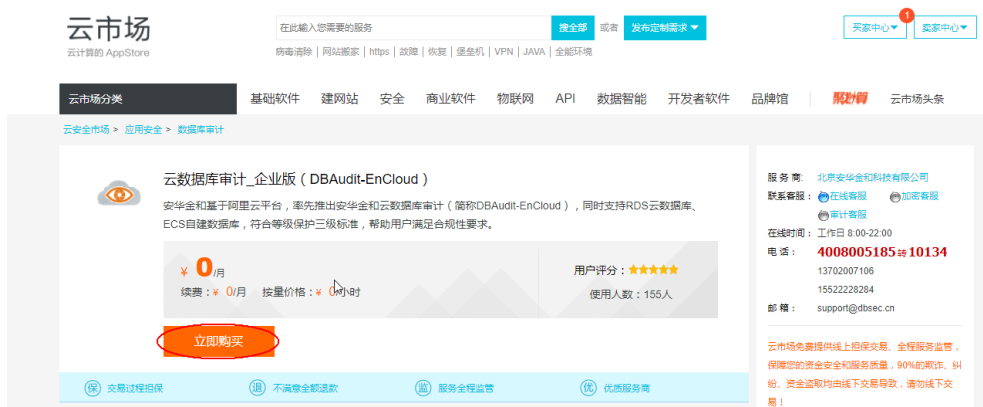 云市场
云计算的 AppStore
在此输入您需要的服务
搜全部 或者 发布定制需求
病毒清除 | 网站搬家 | https | 故障 | 恢复 | 堡垒机 | VPN | JAVA | 全能环境
1
买家中心 卖家中心
云市场分类 基础软件 建网站 安全 商业软件 物联网 API 数据智能 开发者软件 品牌馆 聚划算 云市场头条
云安全市场 > 应用安全 > 数据库审计
云数据库审计_企业版（DBAudit-EnCloud）
安华金和基于阿里云平台，率先推出安华金和云数据库审计（简称DBAudit-EnCloud），同时支持RDS云数据库、
ECS自建数据库，符合等级保护三级标准，帮助用户满足合规性要求。
¥ 0/月
续费：¥ 0/月 按量价格：¥ 0/小时
用户评分：★★★★★
使用人数：155人
立即购买
保 交易过程担保 退 不满意全额退款 监 服务全程监管 优 优质服务商
服 务 商: 北京安华金和科技有限公司
联系客服： 在线客服 加密客服
审计客服
在线时间： 工作日 8:00-22:00
电 话： 4008005185 转 10134
13702007106
15522228284
邮 箱： support@dbsec.cn
云市场免费提供线上担保交易、全程服务监管，
保障您的资金安全和服务质量，90%的欺诈、纠
纷、资金盗取均由线下交易导致，请勿线下交
易！